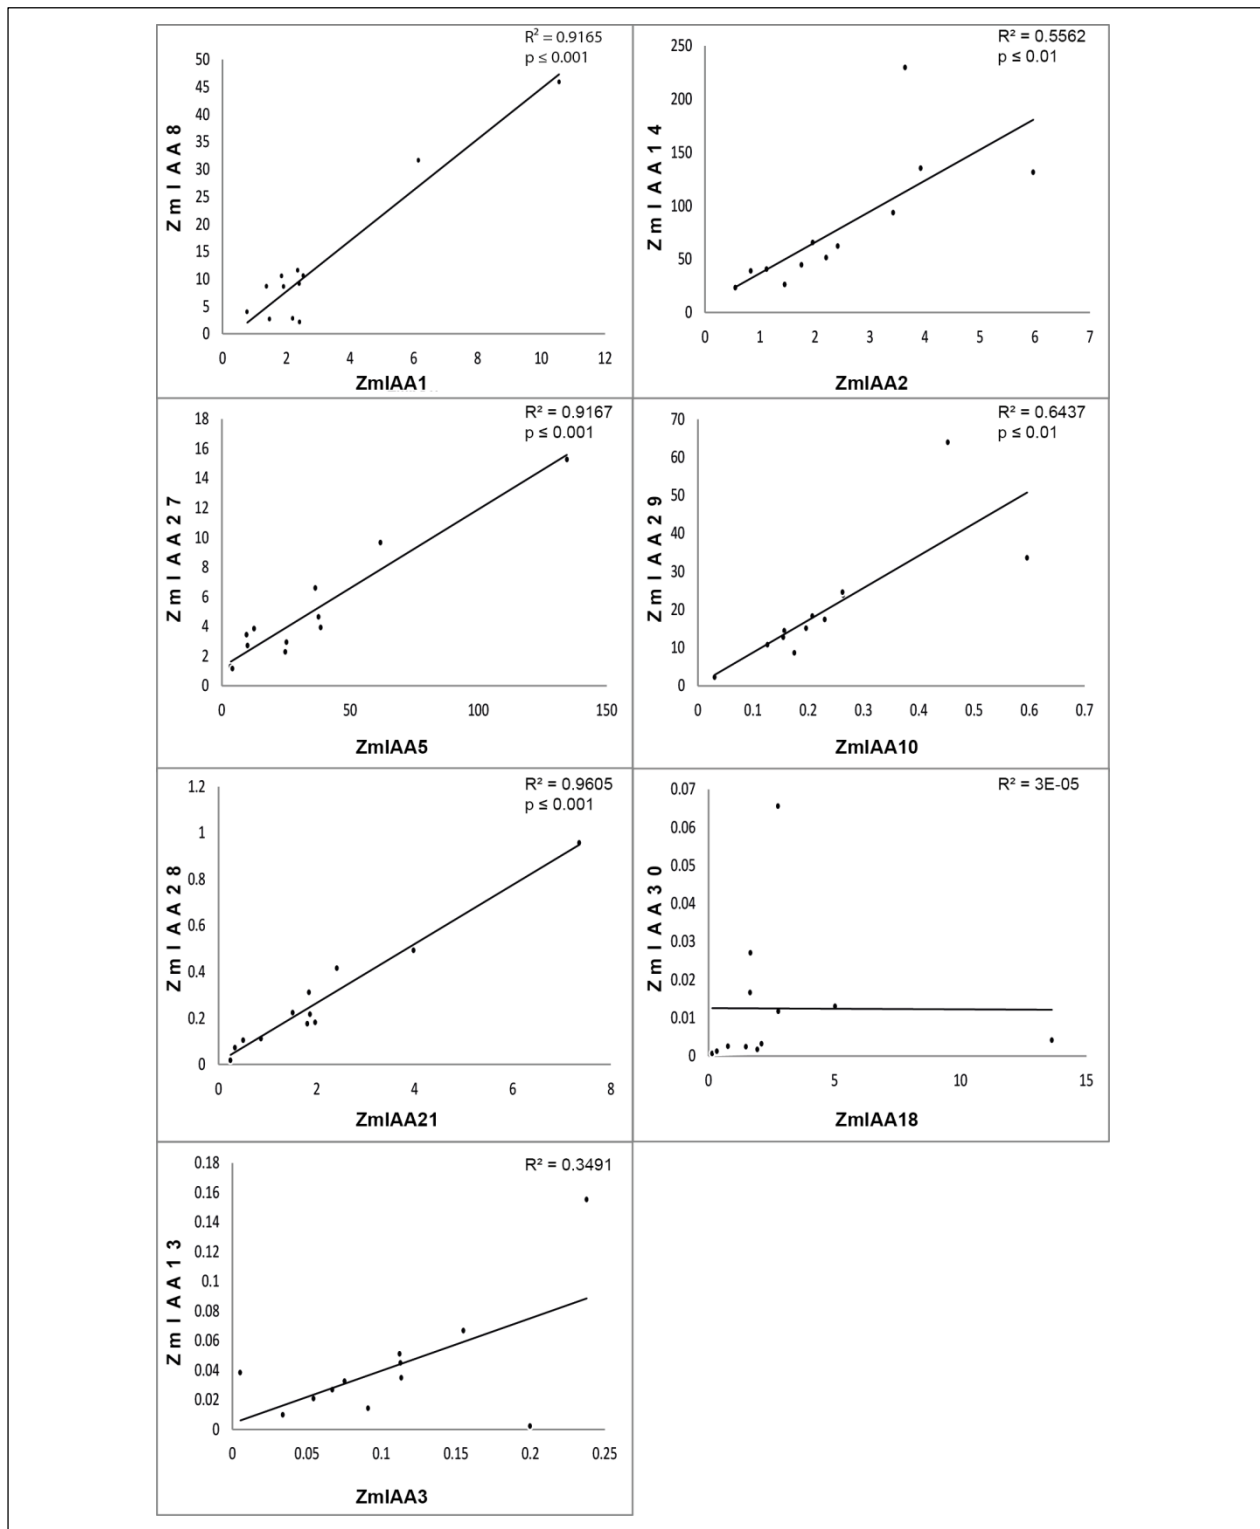 R² = 0.9165
p ≤ 0.001
50
45
40
35
30
25
20
15
10
5
0
ZmIAA8
0 2 4 6 8 10 12
ZmIAA1
R² = 0.5562
p ≤ 0.01
250
200
150
100
50
0
ZmIAA14
0 1 2 3 4 5 6 7
ZmIAA2
R² = 0.9167
p ≤ 0.001
18
16
14
12
10
8
6
4
2
0
ZmIAA27
0 50 100 150
ZmIAA5
R² = 0.6437
p ≤ 0.01
70
60
50
40
30
20
10
0
ZmIAA29
0 0.1 0.2 0.3 0.4 0.5 0.6 0.7
ZmIAA10
R² = 0.9605
p ≤ 0.001
1.2
1
0.8
0.6
0.4
0.2
0
ZmIAA28
0 2 4 6 8
ZmIAA21
R² = 3E-05
0.07
0.06
0.05
0.04
0.03
0.02
0.01
0
ZmIAA30
0 5 10 15
ZmIAA18
R² = 0.3491
0.18
0.16
0.14
0.12
0.1
0.08
0.06
0.04
0.02
0
ZmIAA13
0 0.05 0.1 0.15 0.2 0.25
ZmIAA3